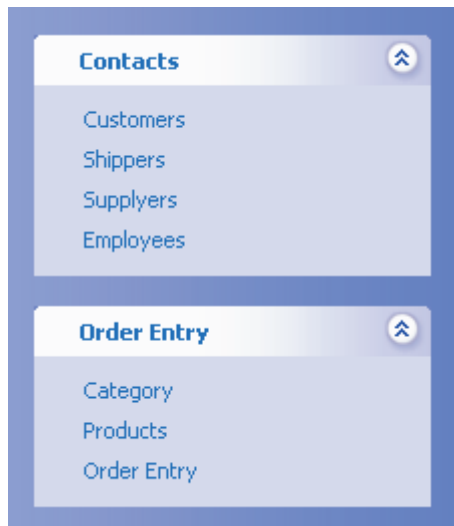 Contacts
Customers
Shippers
Supplyers
Employees
Order Entry
Category
Products
Order Entry